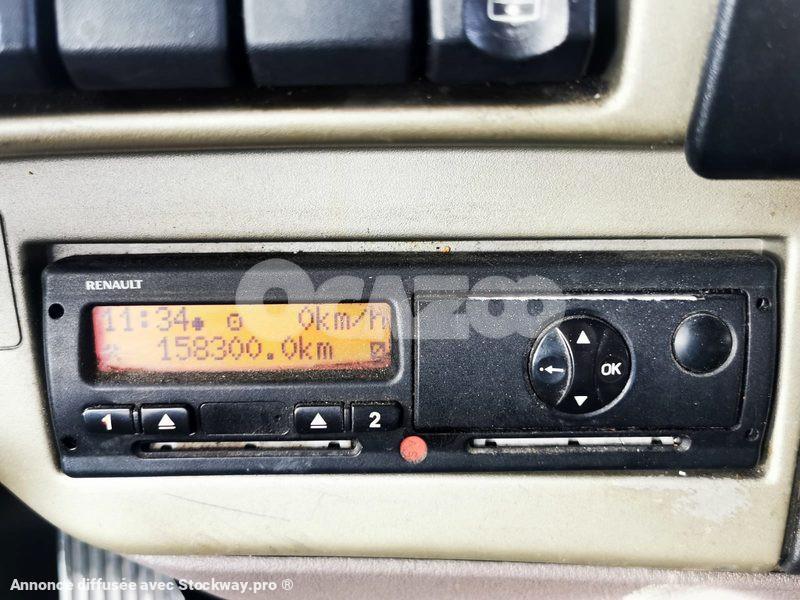 RENAULT
OCAZOO
11:34 0km/h
158300.0km
1 2
OK
Annonce diffusée avec Stockway.pro ®